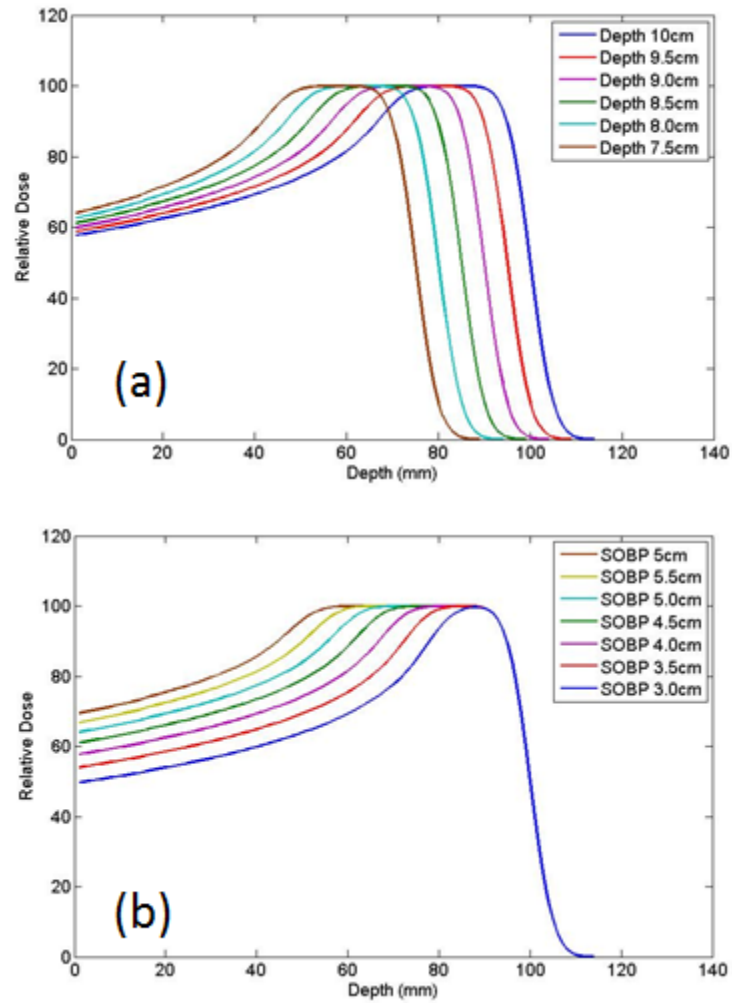 120
100
80
60
40
20
0
Relative Dose
0 20 40 60 80 100 120 140
Depth (mm)
Depth 10cm
Depth 9.5cm
Depth 9.0cm
Depth 8.5cm
Depth 8.0cm
Depth 7.5cm
(a)
120
100
80
60
40
20
0
Relative Dose
0 20 40 60 80 100 120 140
Depth (mm)
SOBP 5cm
SOBP 5.5cm
SOBP 5.0cm
SOBP 4.5cm
SOBP 4.0cm
SOBP 3.5cm
SOBP 3.0cm
(b)